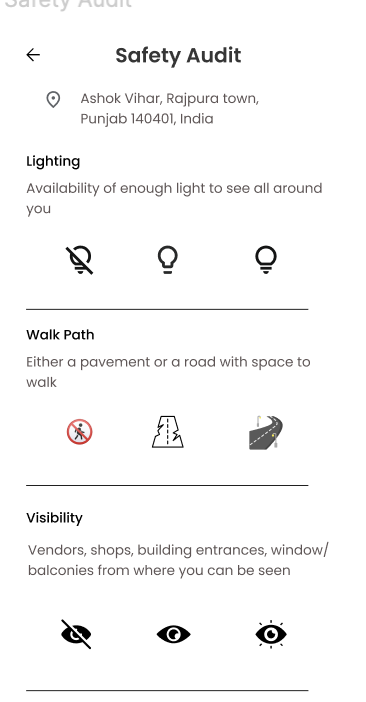 Safety Audit
Safety Audit
Ashok Vihar, Rajpura town,
Punjab 140401, India
Lighting
Availability of enough light to see all around
you
Walk Path
Either a pavement or a road with space to
walk
Visibility
Vendors, shops, building entrances, window/
balconies from where you can be seen